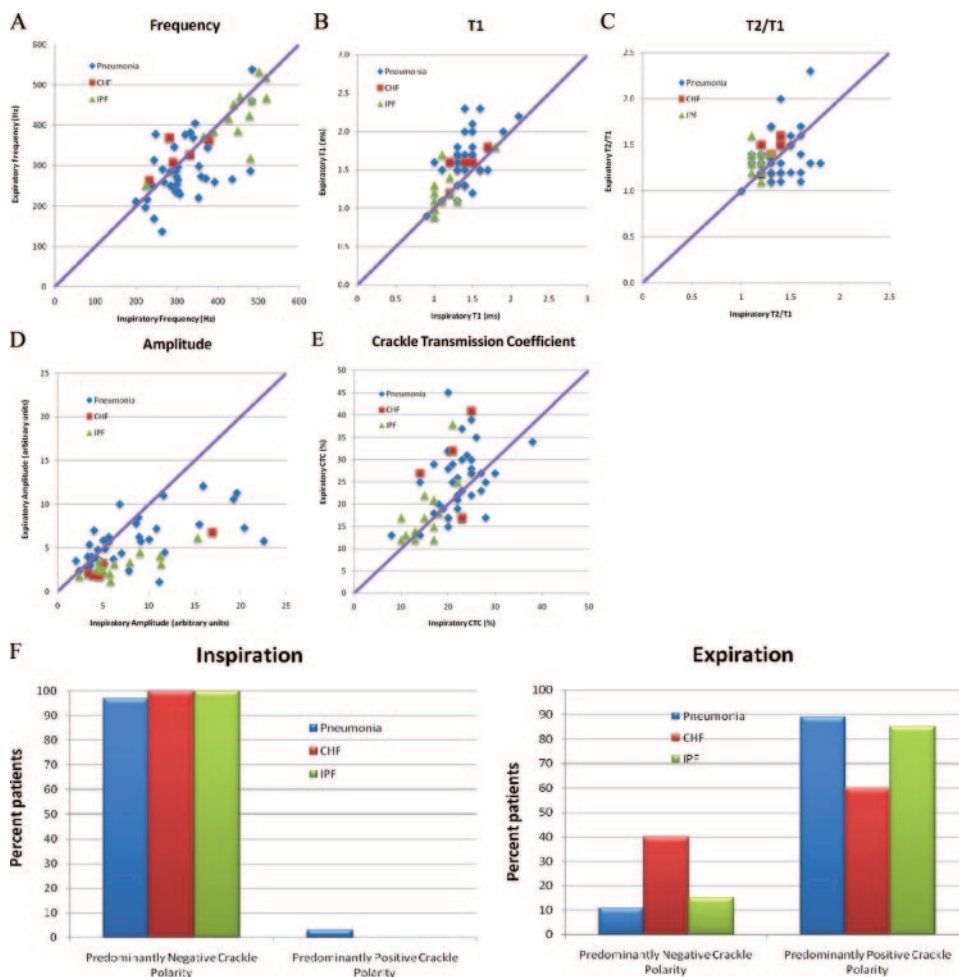 A
Frequency
600
500
400
300
200
100
0
Expiratory Frequency (Hz)
Pneumonia
CHF
IPF
0 100 200 300 400 500 600
Inspiratory Frequency (Hz)
B
T1
3.0
2.5
2.0
1.5
1.0
0.5
0.0
Expiratory T1 (ms)
Pneumonia
CHF
IPF
0 0.5 1 1.5 2 2.5 3
Inspiratory T1 (ms)
C
T2/T1
2.5
2.0
1.5
1.0
0.5
0.0
Expiratory T2/T1
Pneumonia
CHF
IPF
0 0.5 1 1.5 2 2.5
Inspiratory T2/T1
D
Amplitude
25
20
15
10
5
0
Expiratory Amplitude (arbitrary units)
Pneumonia
CHF
IPF
0 5 10 15 20 25
Inspiratory Amplitude (arbitrary units)
E
Crackle Transmission Coefficient
50
45
40
35
30
25
20
15
10
5
0
Expiratory CTC (%)
Pneumonia
CHF
IPF
0 10 20 30 40 50
Inspiratory CTC (%)
F
Inspiration
100
90
80
70
60
50
40
30
20
10
0
Percent patients
Pneumonia
CHF
IPF
Predominantly Negative Crackle
Polarity
Predominantly Positive Crackle
Polarity
Expiration
100
90
80
70
60
50
40
30
20
10
0
Percent patients
Pneumonia
CHF
IPF
Predominantly Negative Crackle
Polarity
Predominantly Positive Crackle
Polarity